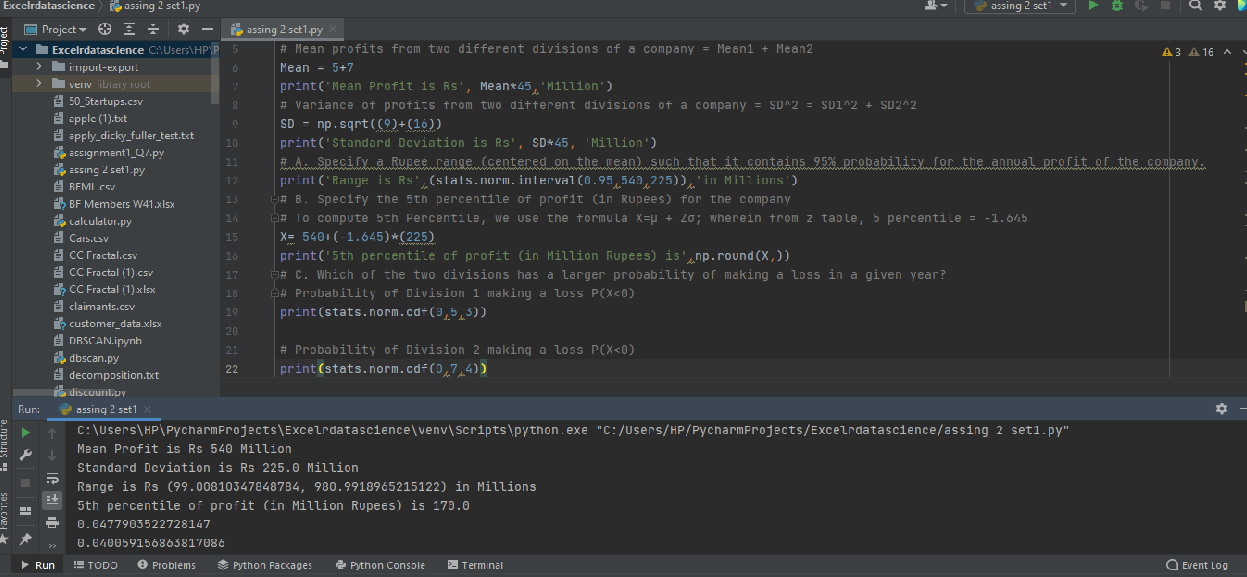 Excelrdatascience assing 2 set1.py
assing 2 set1
Project
assing 2 set1.py
Project
Excelrdatascience C:\Users\HP\P
import-export
venv library root
50_Startups.csv
apple (1).txt
apply_dicky_fuller_test.txt
assignment1_Q7.py
assing 2 set1.py
BEML.csv
BF Members W41.xlsx
calculator.py
Cars.csv
CC Fractal.csv
CC Fractal (1).csv
CC Fractal (1).xlsx
claimants.csv
customer_data.xlsx
DBSCAN.ipynb
dbscan.py
decomposition.txt
discount.py
3 16
5 # Mean profits from two different divisions of a company = Mean1 + Mean2
6 Mean = 5+7
7 print('Mean Profit is Rs', Mean*45,'Million')
8 # Variance of profits from two different divisions of a company = SD^2 = SD1^2 + SD2^2
9 SD = np.sqrt((9)+(16))
10 print('Standard Deviation is Rs', SD*45, 'Million')
11 # A. Specify a Rupee range (centered on the mean) such that it contains 95% probability for the annual profit of the company.
12 print('Range is Rs',(stats.norm.interval(0.95,540,225)),'in Millions')
13 # B. Specify the 5th percentile of profit (in Rupees) for the company
14 # To compute 5th Percentile, we use the formula X=μ + Zσ; wherein from z table, 5 percentile = -1.645
15 X= 540+(-1.645)*(225)
16 print('5th percentile of profit (in Million Rupees) is',np.round(X,))
17 # C. Which of the two divisions has a larger probability of making a loss in a given year?
18 # Probability of Division 1 making a loss P(X<0)
19 print(stats.norm.cdf(0,5,3))
20
21 # Probability of Division 2 making a loss P(X<0)
22 print(stats.norm.cdf(0,7,4))
Run: assing 2 set1
C:\Users\HP\PycharmProjects\Excelrdatascience\venv\Scripts\python.exe "C:/Users/HP/PycharmProjects/Excelrdatascience/assing 2 set1.py"
Mean Profit is Rs 540 Million
Standard Deviation is Rs 225.0 Million
Range is Rs (99.00810347848784, 980.9918965215122) in Millions
5th percentile of profit (in Million Rupees) is 170.0
0.0477903522728147
0.040059156863817086
Structure
Favorites
Run TODO Problems Python Packages Python Console Terminal Event Log